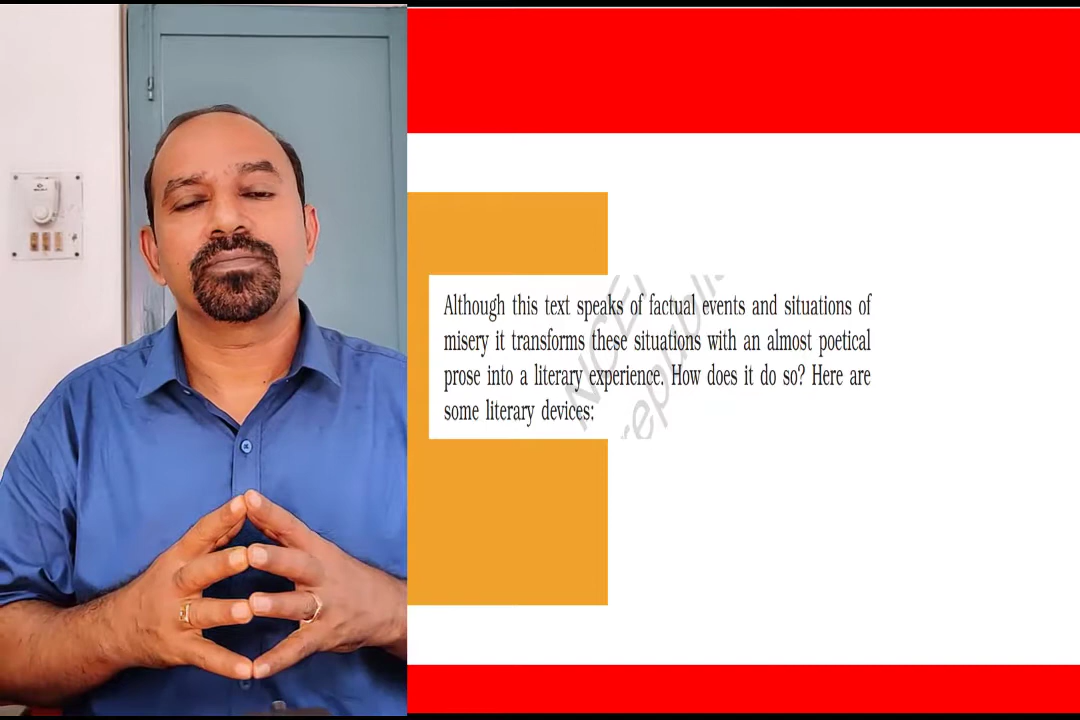 Although this text speaks of factual events and situations of
misery it transforms these situations with an almost poetical
prose into a literary experience. How does it do so? Here are
some literary devices: